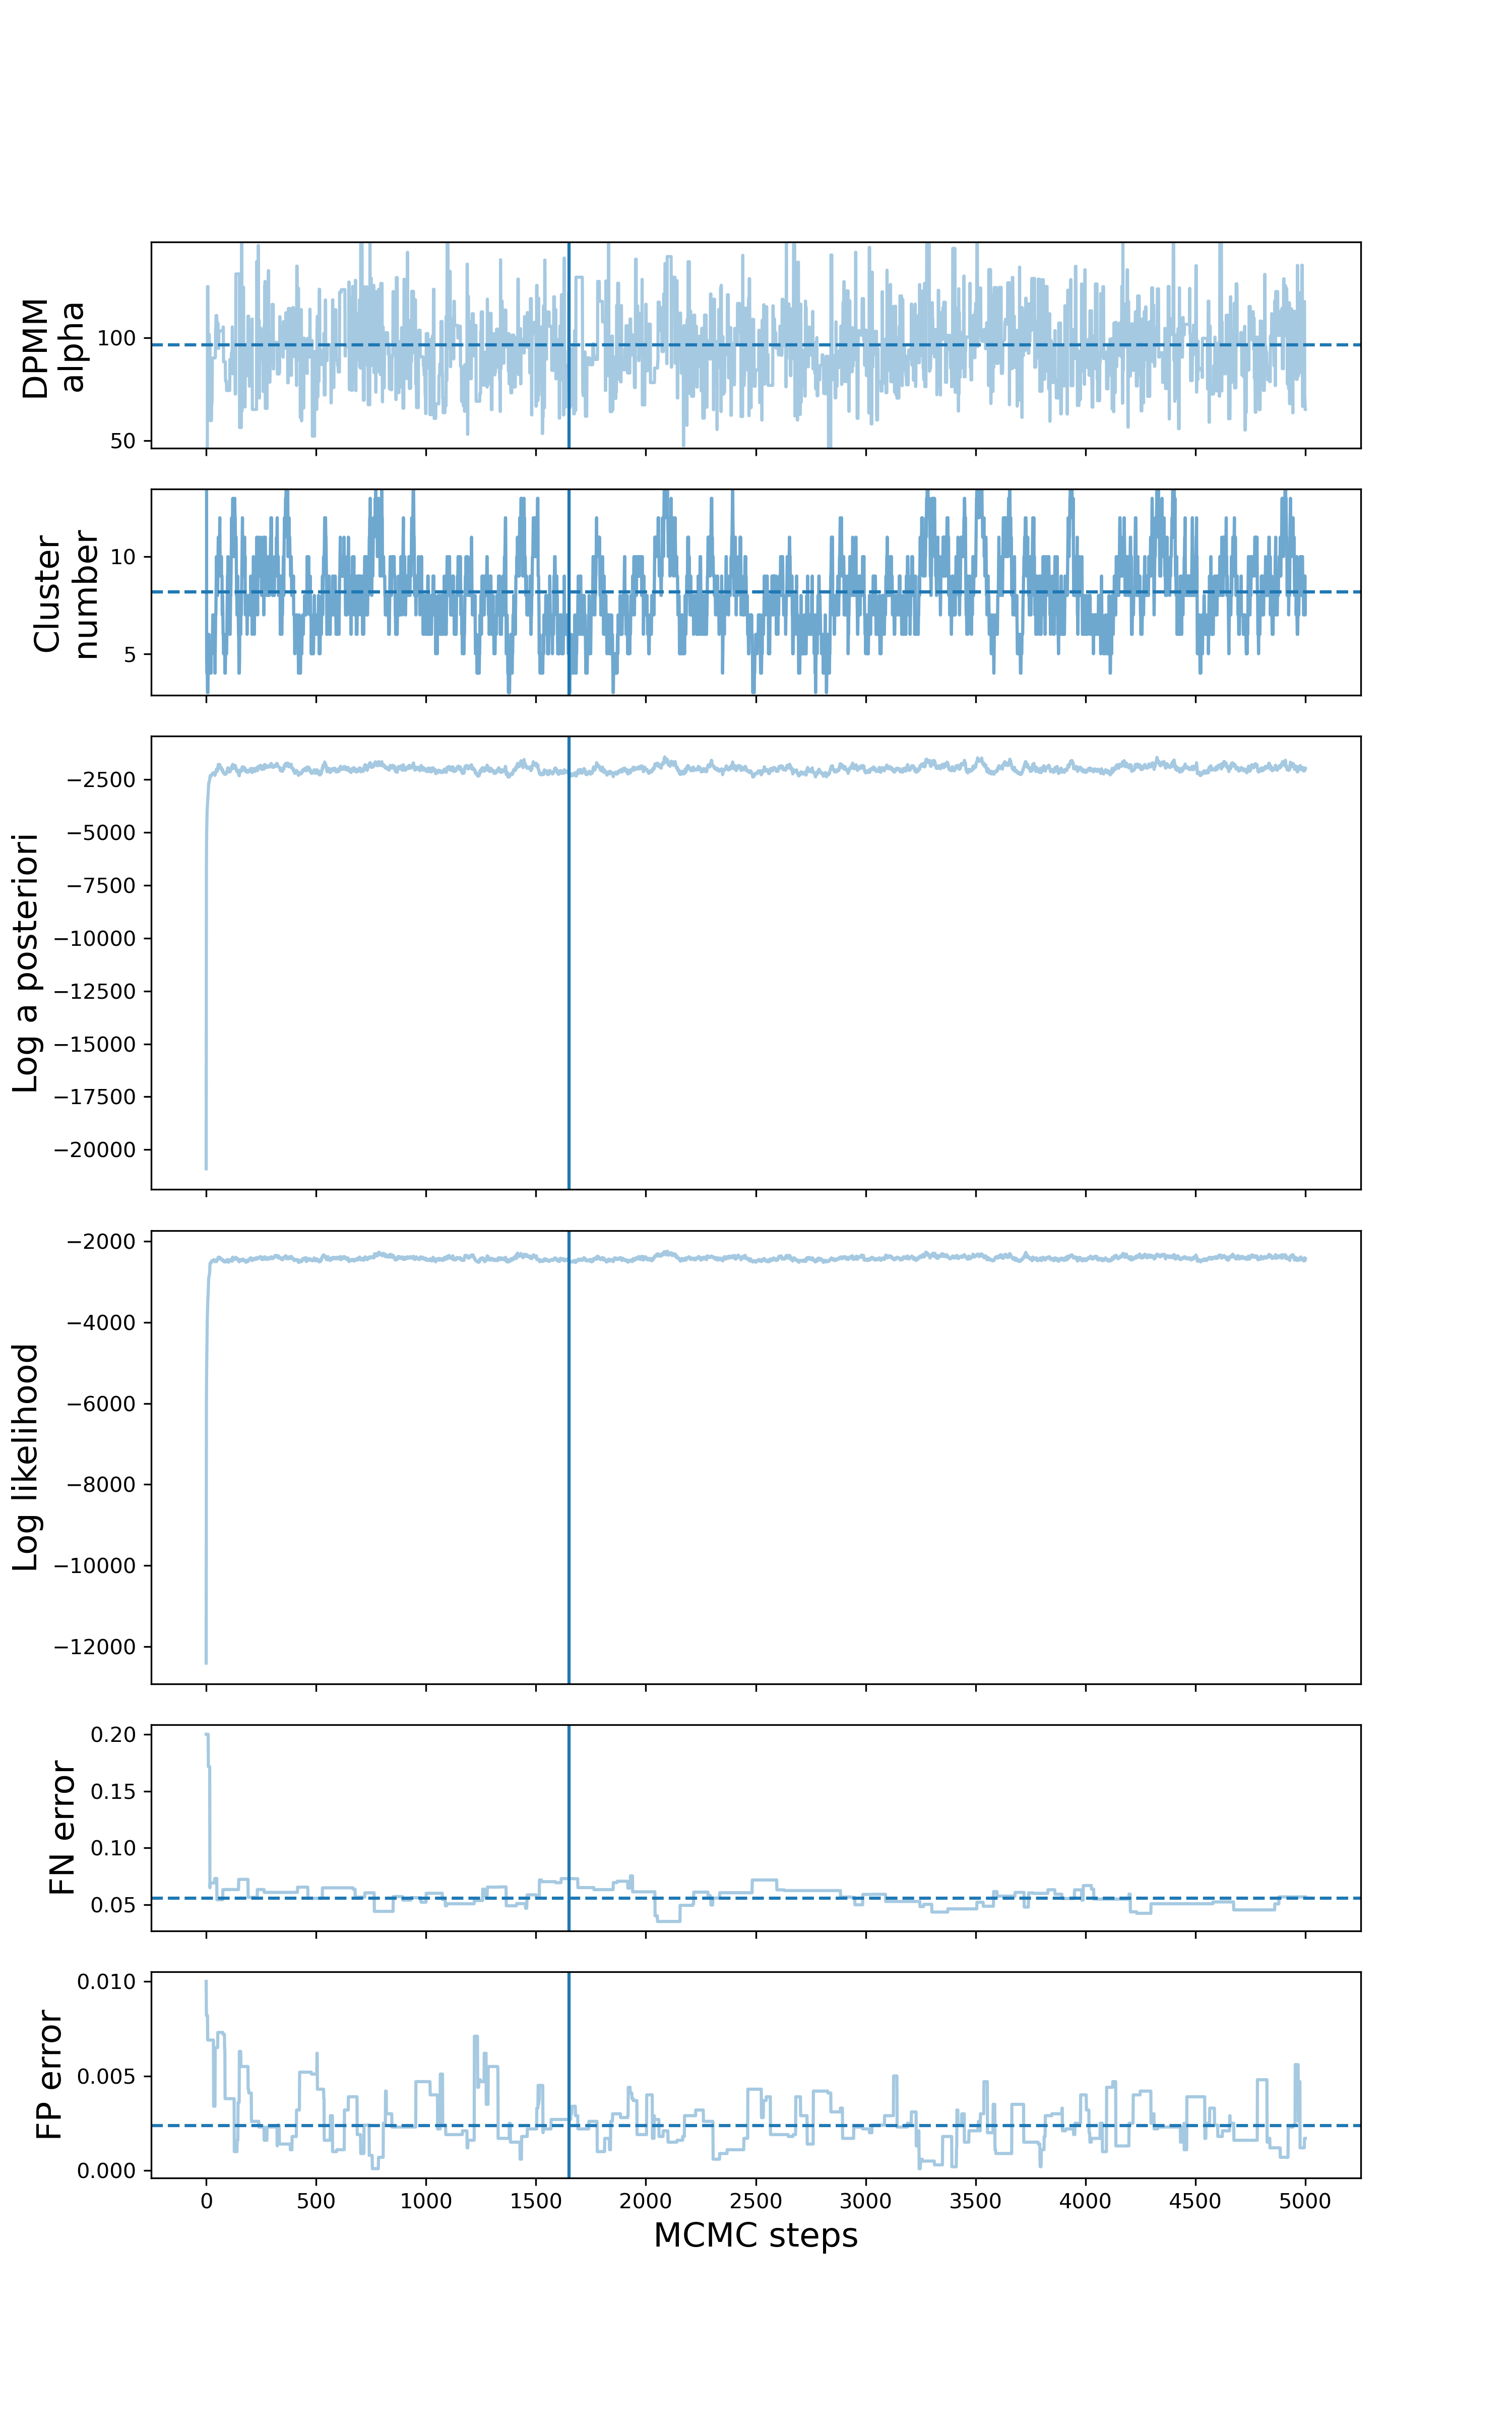 DPMM
alpha
100
50
Cluster
number
10
5
Log a posteriori
−2500
−5000
−7500
−10000
−12500
−15000
−17500
−20000
Log likelihood
−2000
−4000
−6000
−8000
−10000
−12000
FN error
0.20
0.15
0.10
0.05
FP error
0.010
0.005
0.000
0 500 1000 1500 2000 2500 3000 3500 4000 4500 5000
MCMC steps